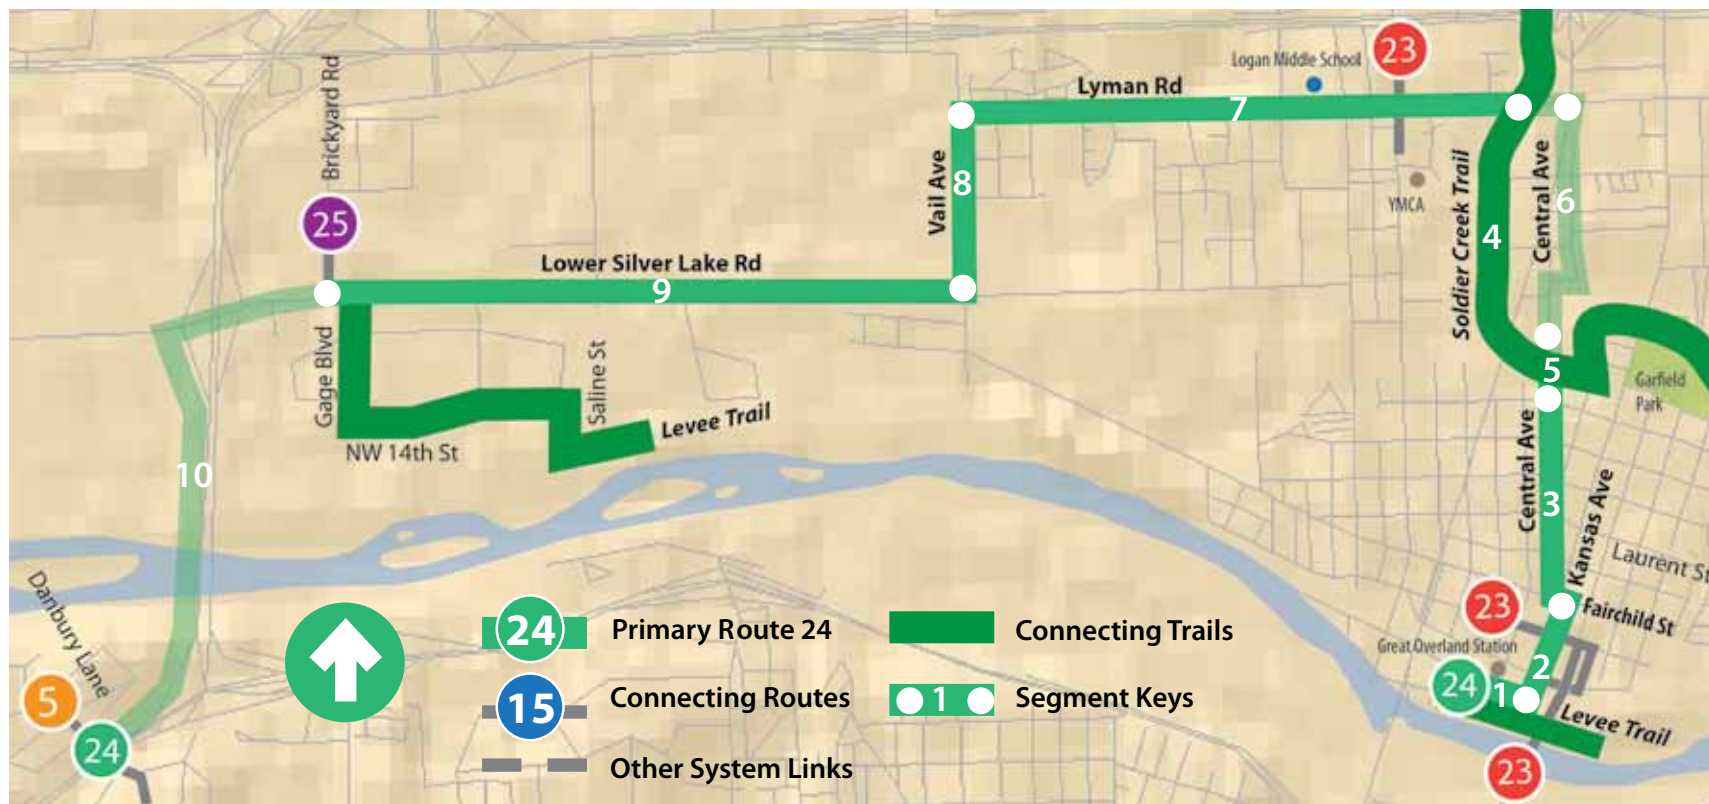 Brickyard Rd
Logan Middle School
23
Lyman Rd
7
Vail Ave
8
Soldier Creek Trail
Central Ave
6
YMCA
4
25
Lower Silver Lake Rd
9
Gage Blvd
Saline St
Levee Trail
NW 14th St
5
Garfield
Park
10
Central Ave
3
Kansas Ave
Laurent St
Danbury Lane
23
Fairchild St
Great Overland Station
24
1
2
Levee Trail
23
5
24
24
Primary Route 24
Connecting Trails
15
Connecting Routes
1
Segment Keys
Other System Links